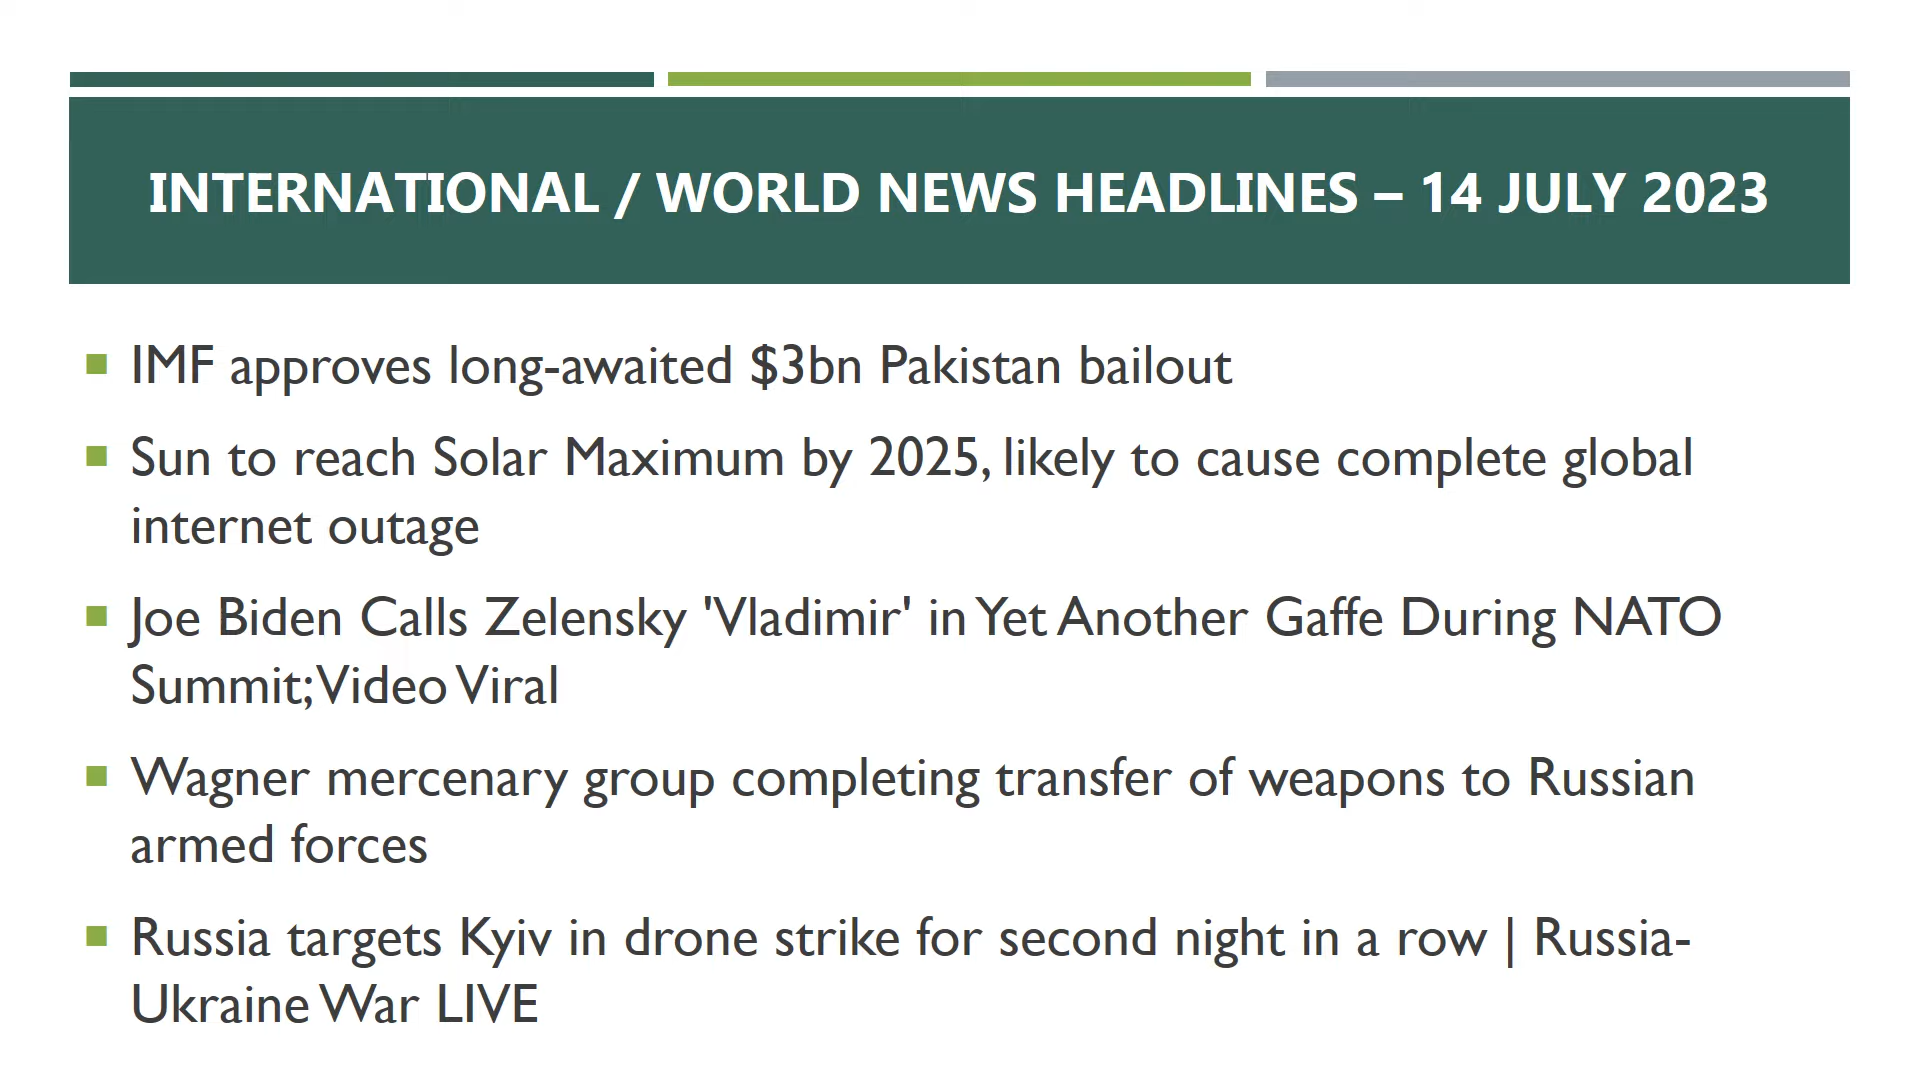 INTERNATIONAL / WORLD NEWS HEADLINES – 14 JULY 2023
IMF approves long-awaited $3bn Pakistan bailout
Sun to reach Solar Maximum by 2025, likely to cause complete global
internet outage
Joe Biden Calls Zelensky 'Vladimir' in Yet Another Gaffe During NATO
Summit; Video Viral
Wagner mercenary group completing transfer of weapons to Russian
armed forces
Russia targets Kyiv in drone strike for second night in a row | Russia-
Ukraine War LIVE